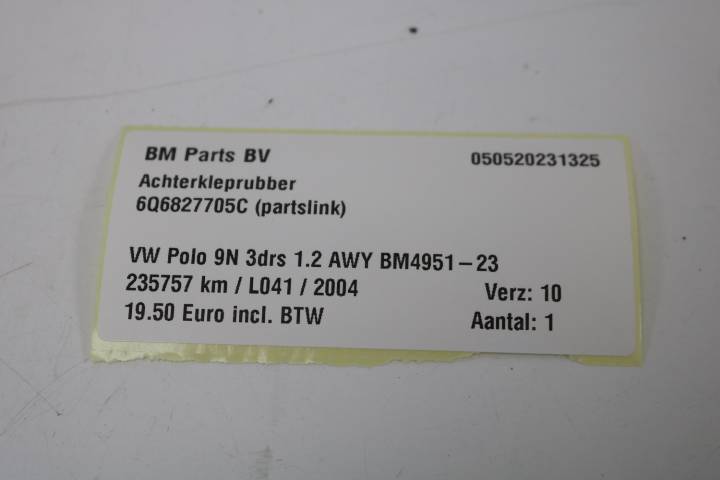 BM Parts BV 050520231325
Achterkleprubber
6Q6827705C (partslink)
VW Polo 9N 3drs 1.2 AWY BM4951-23
235757 km / L041 / 2004 Verz: 10
19.50 Euro incl. BTW Aantal: 1